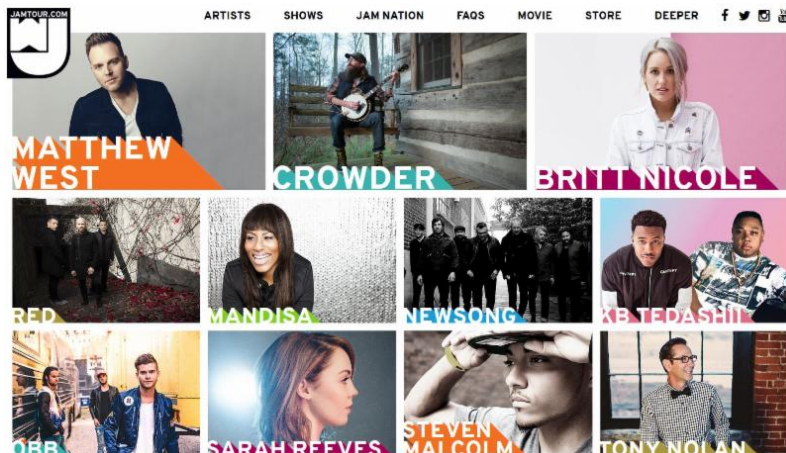 JAMTOUR.COM
ARTISTS SHOWS JAM NATION FAQS MOVIE STORE DEEPER
MATTHEW
WEST
CROWDER
BRITT NICOLE
RED
MANDISA
NEWSONG
KB TEDASHII
OBB
SARAH REEVES
STEVEN
MALCOLM
TONY NOLAN